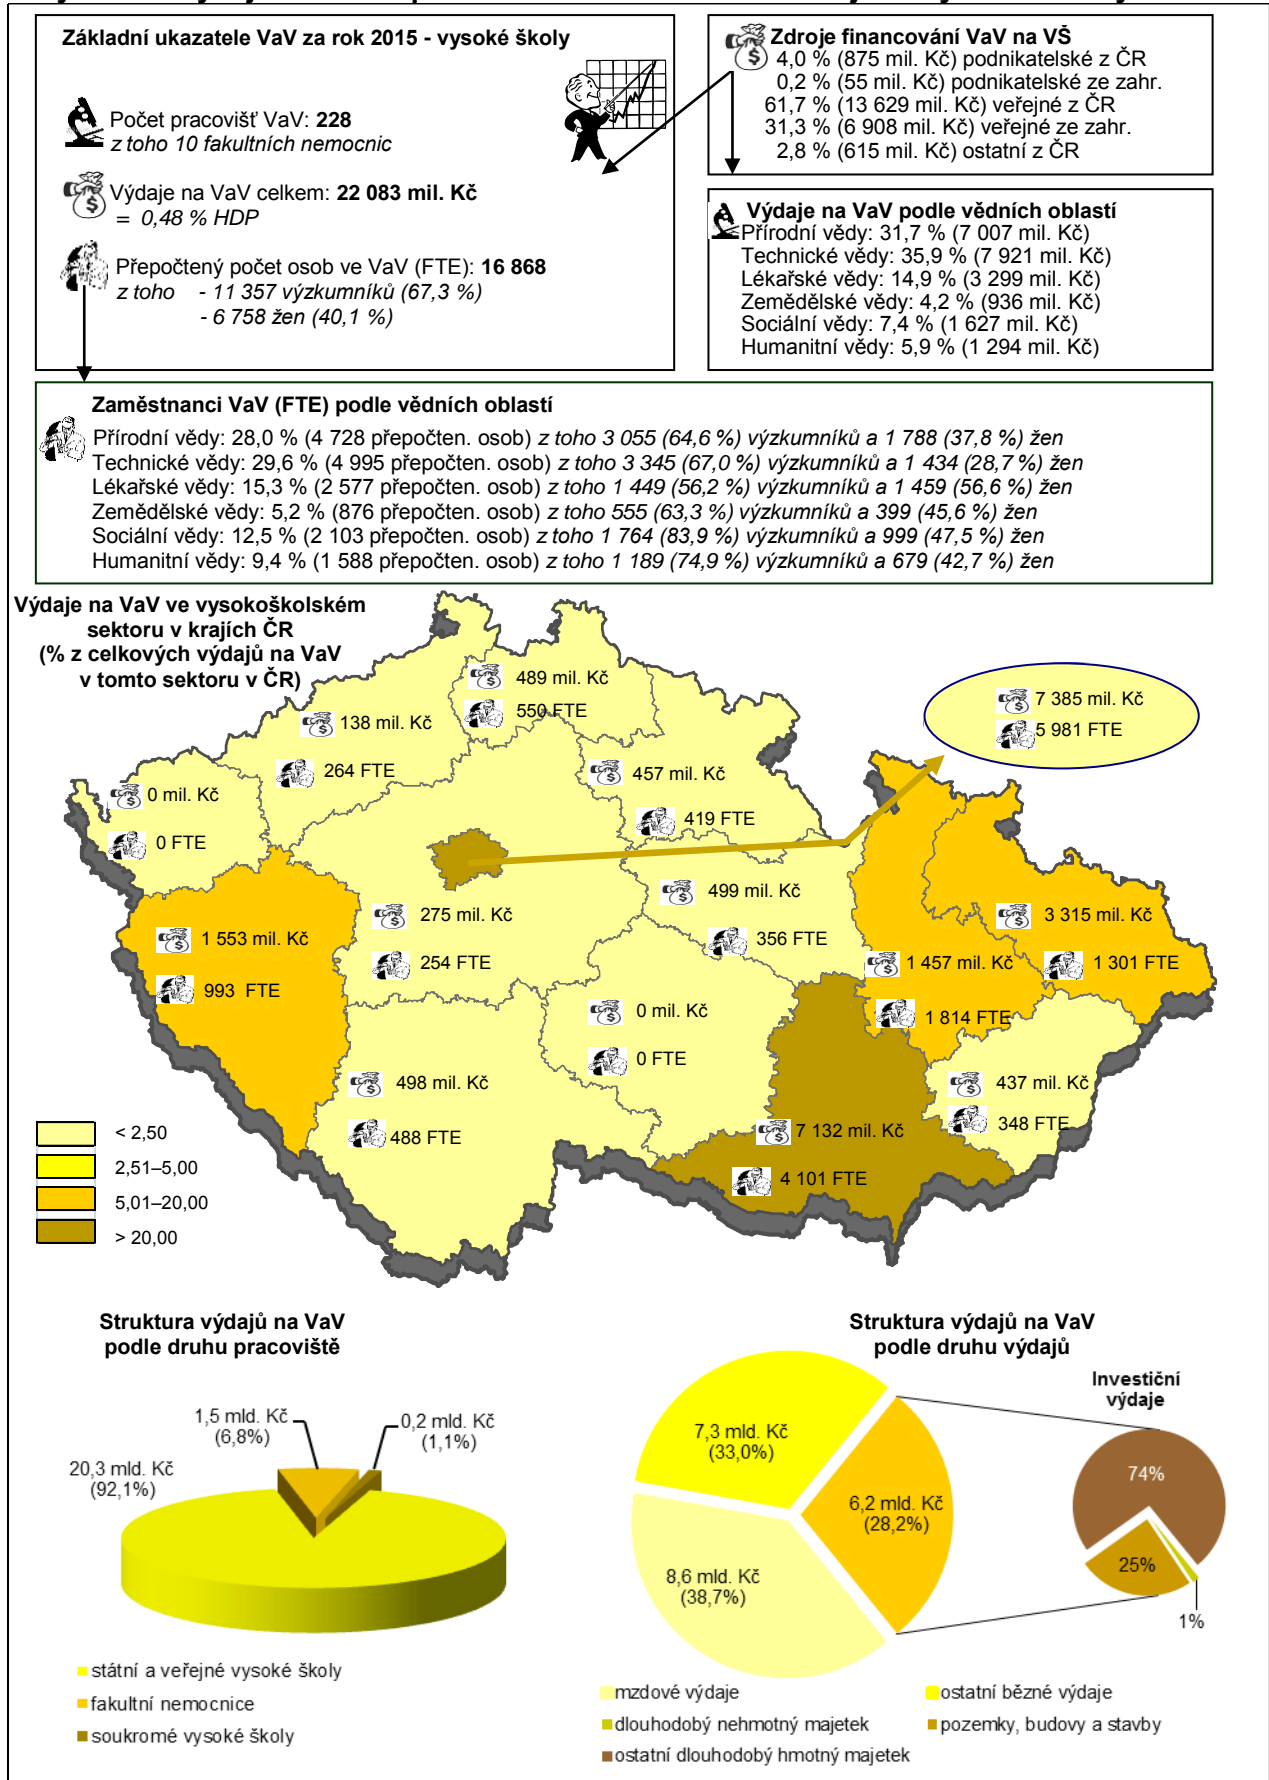 Základní ukazatele VaV za rok 2015 - vysoké školy
Počet pracovišť VaV: 228
z toho 10 fakultních nemocnic
Výdaje na VaV celkem: 22 083 mil. Kč
= 0,48 % HDP
Přepočtený počet osob ve VaV (FTE): 16 868
z toho - 11 357 výzkumníků (67,3 %)
- 6 758 žen (40,1 %)
Zdroje financování VaV na VŠ
4,0 % (875 mil. Kč) podnikatelské z ČR
0,2 % (55 mil. Kč) podnikatelské ze zahr.
61,7 % (13 629 mil. Kč) veřejné z ČR
31,3 % (6 908 mil. Kč) veřejné ze zahr.
2,8 % (615 mil. Kč) ostatní z ČR
Výdaje na VaV podle vědních oblastí
Přírodní vědy: 31,7 % (7 007 mil. Kč)
Technické vědy: 35,9 % (7 921 mil. Kč)
Lékařské vědy: 14,9 % (3 299 mil. Kč)
Zemědělské vědy: 4,2 % (936 mil. Kč)
Sociální vědy: 7,4 % (1 627 mil. Kč)
Humanitní vědy: 5,9 % (1 294 mil. Kč)
Zaměstnanci VaV (FTE) podle vědních oblastí
Přírodní vědy: 28,0 % (4 728 přepočten. osob) z toho 3 055 (64,6 %) výzkumníků a 1 788 (37,8 %) žen
Technické vědy: 29,6 % (4 995 přepočten. osob) z toho 3 345 (67,0 %) výzkumníků a 1 434 (28,7 %) žen
Lékařské vědy: 15,3 % (2 577 přepočten. osob) z toho 1 449 (56,2 %) výzkumníků a 1 459 (56,6 %) žen
Zemědělské vědy: 5,2 % (876 přepočten. osob) z toho 555 (63,3 %) výzkumníků a 399 (45,6 %) žen
Sociální vědy: 12,5 % (2 103 přepočten. osob) z toho 1 764 (83,9 %) výzkumníků a 999 (47,5 %) žen
Humanitní vědy: 9,4 % (1 588 přepočten. osob) z toho 1 189 (74,9 %) výzkumníků a 679 (42,7 %) žen
Výdaje na VaV ve vysokoškolském
sektoru v krajích ČR
(% z celkových výdajů na VaV
v tomto sektoru v ČR)
489 mil. Kč
550 FTE
138 mil. Kč
264 FTE
7 385 mil. Kč
5 981 FTE
457 mil. Kč
419 FTE
0 mil. Kč
0 FTE
499 mil. Kč
356 FTE
275 mil. Kč
254 FTE
3 315 mil. Kč
1 301 FTE
1 553 mil. Kč
993 FTE
1 457 mil. Kč
1 814 FTE
0 mil. Kč
0 FTE
498 mil. Kč
488 FTE
437 mil. Kč
348 FTE
7 132 mil. Kč
4 101 FTE
< 2,50
2,51–5,00
5,01–20,00
> 20,00
Struktura výdajů na VaV
podle druhu pracoviště
1,5 mld. Kč
(6,8%)
0,2 mld. Kč
(1,1%)
20,3 mld. Kč
(92,1%)
státní a veřejné vysoké školy
fakultní nemocnice
soukromé vysoké školy
Struktura výdajů na VaV
podle druhu výdajů
Investiční
výdaje
7,3 mld. Kč
(33,0%)
6,2 mld. Kč
(28,2%)
8,6 mld. Kč
(38,7%)
74%
25%
1%
mzdové výdaje
ostatní bězné výdaje
dlouhodobý nehmotný majetek
pozemky, budovy a stavby
ostatní dlouhodobý hmotný majetek